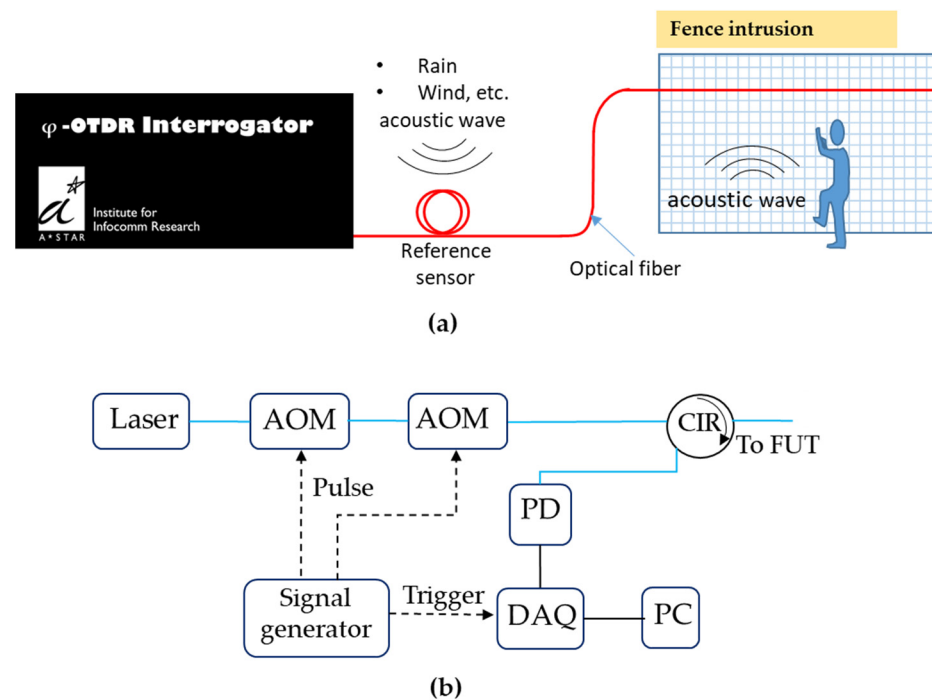 Fence intrusion
• Rain
• Wind, etc.
acoustic wave
φ-OTDR Interrogator
A★STAR
Institute for
Infocomm Research
acoustic wave
Reference
sensor
Optical fiber
(a)
Laser
AOM
AOM
CIR
To FUT
Pulse
PD
Signal
generator
Trigger
DAQ
PC
(b)